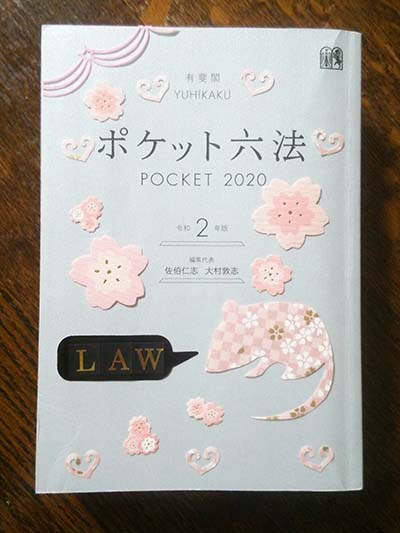 有斐閣
YUHIKAKU
ポケット六法
POCKET 2020
令和 2 年版
編集代表
佐伯仁志 大村敦志
LAW